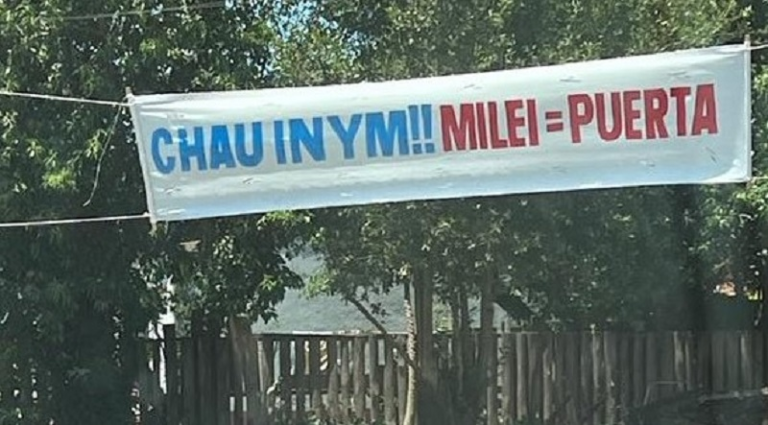 CHAU INYM!! MILEI = PUERTA